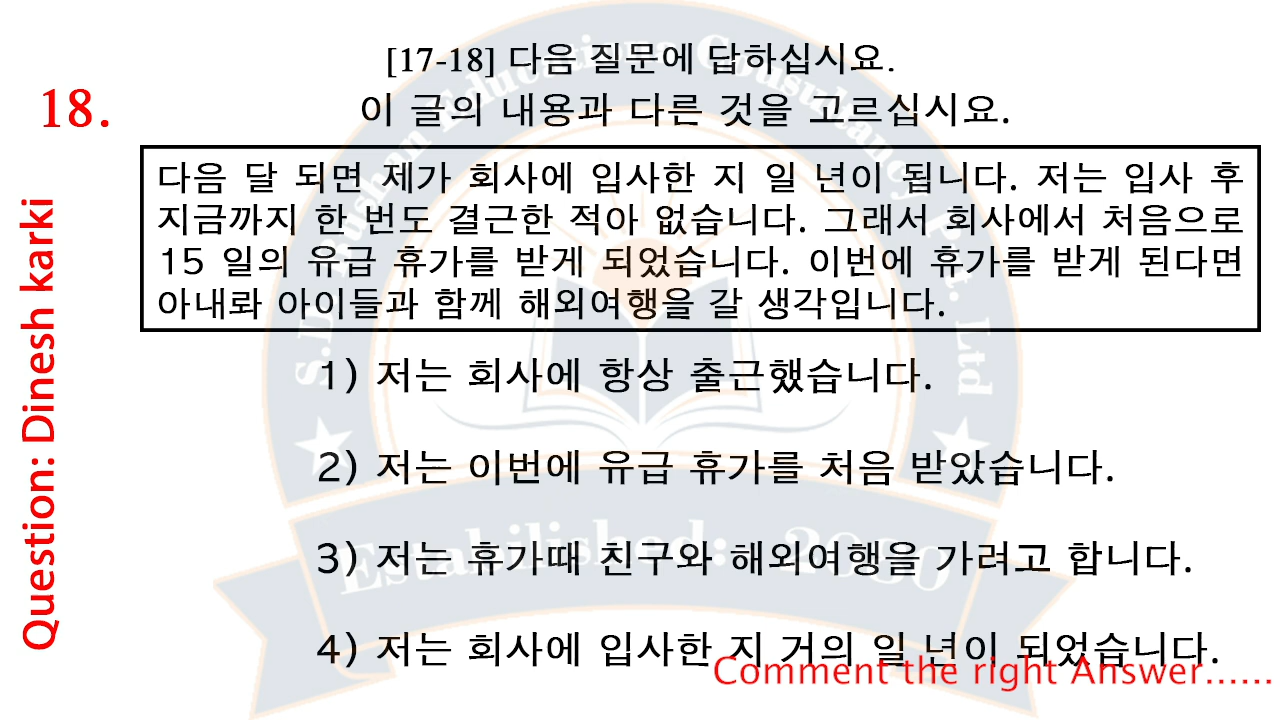 [17-18] 다음 질문에 답하십시요.
18.
이 글의 내용과 다른 것을 고르십시요.
다음 달 되면 제가 회사에 입사한 지 일 년이 됩니다. 저는 입사 후
지금까지 한 번도 결근한 적아 없습니다. 그래서 회사에서 처음으로
15 일의 유급 휴가를 받게 되었습니다. 이번에 휴가를 받게 된다면
아내롸 아이들과 함께 해외여행을 갈 생각입니다.
1) 저는 회사에 항상 출근했습니다.
2) 저는 이번에 유급 휴가를 처음 받았습니다.
3) 저는 휴가때 친구와 해외여행을 가려고 합니다.
4) 저는 회사에 입사한 지 거의 일 년이 되었습니다.
Comment the right Answer......
Question: Dinesh karki
Education Consultancy P. Ltd
Estabilished: 2050